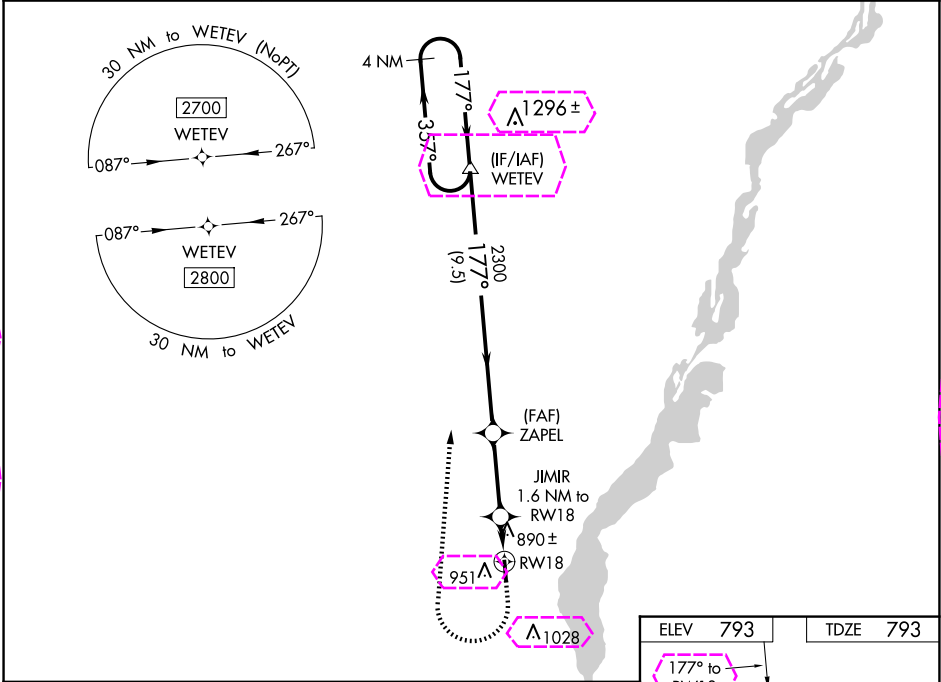 30 NM to WETEV (NoPT)
2700
WETEV
087°
267°
087°
267°
WETEV
2800
30 NM to WETEV
4 NM
177°
357°
1296 ±
(IF/IAF)
WETEV
2300
177°
(9.5)
(FAF)
ZAPEL
JIMIR
1.6 NM to
RW18
890 ±
RW18
951
1028
ELEV 793
TDZE 793
177° to